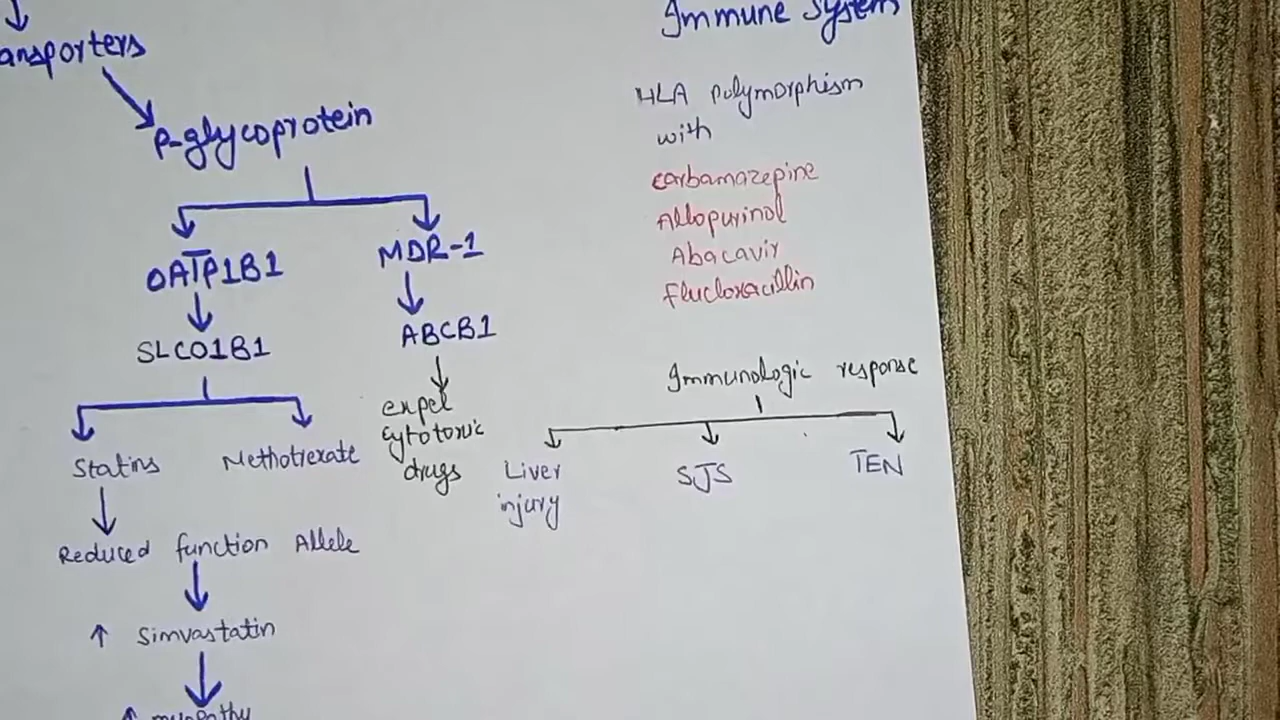 ansporters
P-glycoprotein
OATP1B1
MDR-1
SLCO1B1
ABCB1
Statins
Methotrexate
expel
cytotoxic
drugs
Reduced function Allele
↑ Simvastatin
↑ myopathy
Immune System
HLA polymorphism
with
carbamazepine
Allopurinol
Abacavir
Flucloxacillin
Immunologic response
Liver
injury
SJS
TEN